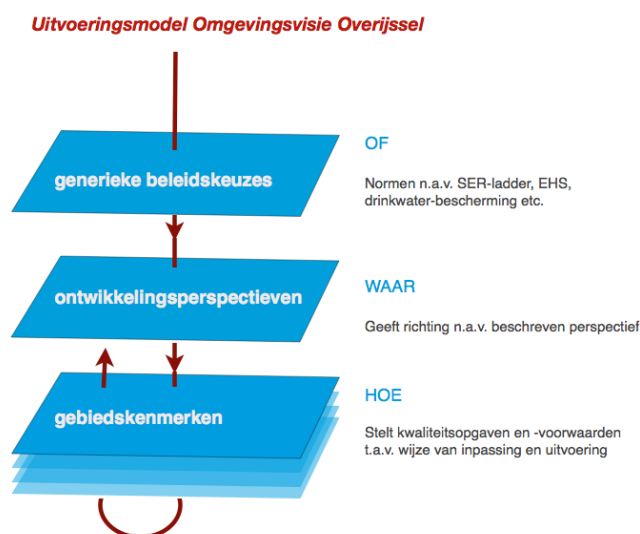 Uitvoeringsmodel Omgevingsvisie Overijssel
generieke beleidskeuzes
OF
Normen n.a.v. SER-ladder, EHS,
drinkwater-bescherming etc.
ontwikkelingsperspectieven
WAAR
Geeft richting n.a.v. beschreven perspectief
gebiedskenmerken
HOE
Stelt kwaliteitsopgaven en -voorwaarden
t.a.v. wijze van inpassing en uitvoering